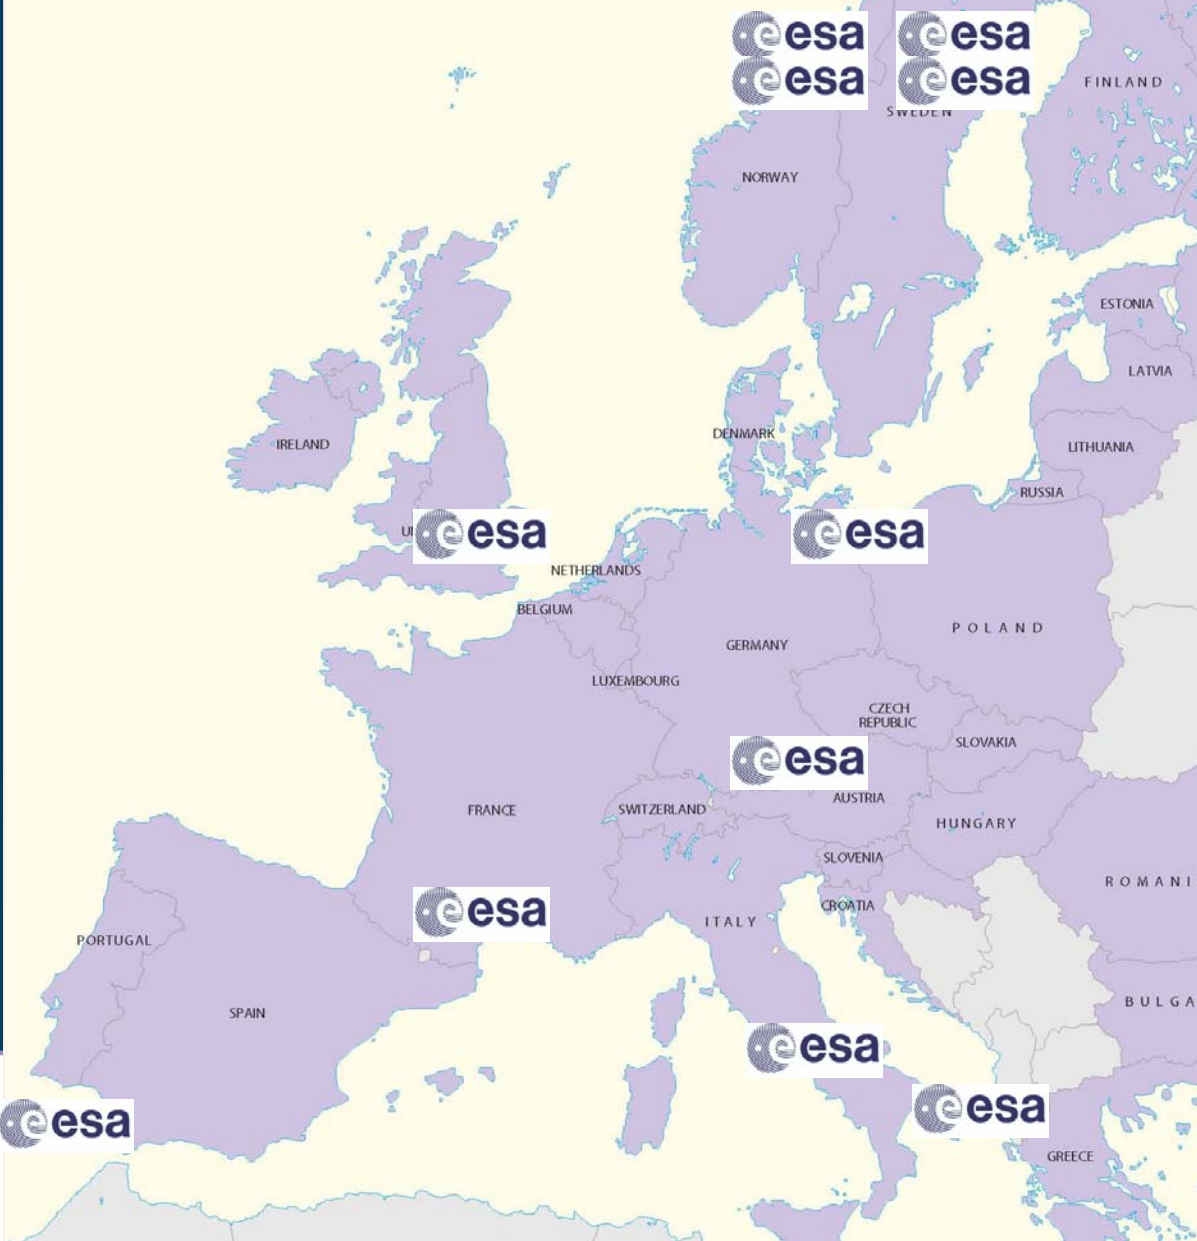 esa esa
esa esa
FINLAND
SWEDEN
NORWAY
ESTONIA
LATVIA
DENMARK
IRELAND
LITHUANIA
RUSSIA
esa esa
NETHERLANDS
BELGIUM
POLAND
GERMANY
LUXEMBOURG
CZECH
REPUBLIC
SLOVAKIA
esa
AUSTRIA
FRANCE
SWITZERLAND
HUNGARY
SLOVENIA
ROMANI
CROATIA
esa
ITALY
PORTUGAL
BULGA
SPAIN
esa
esa
esa
GREECE